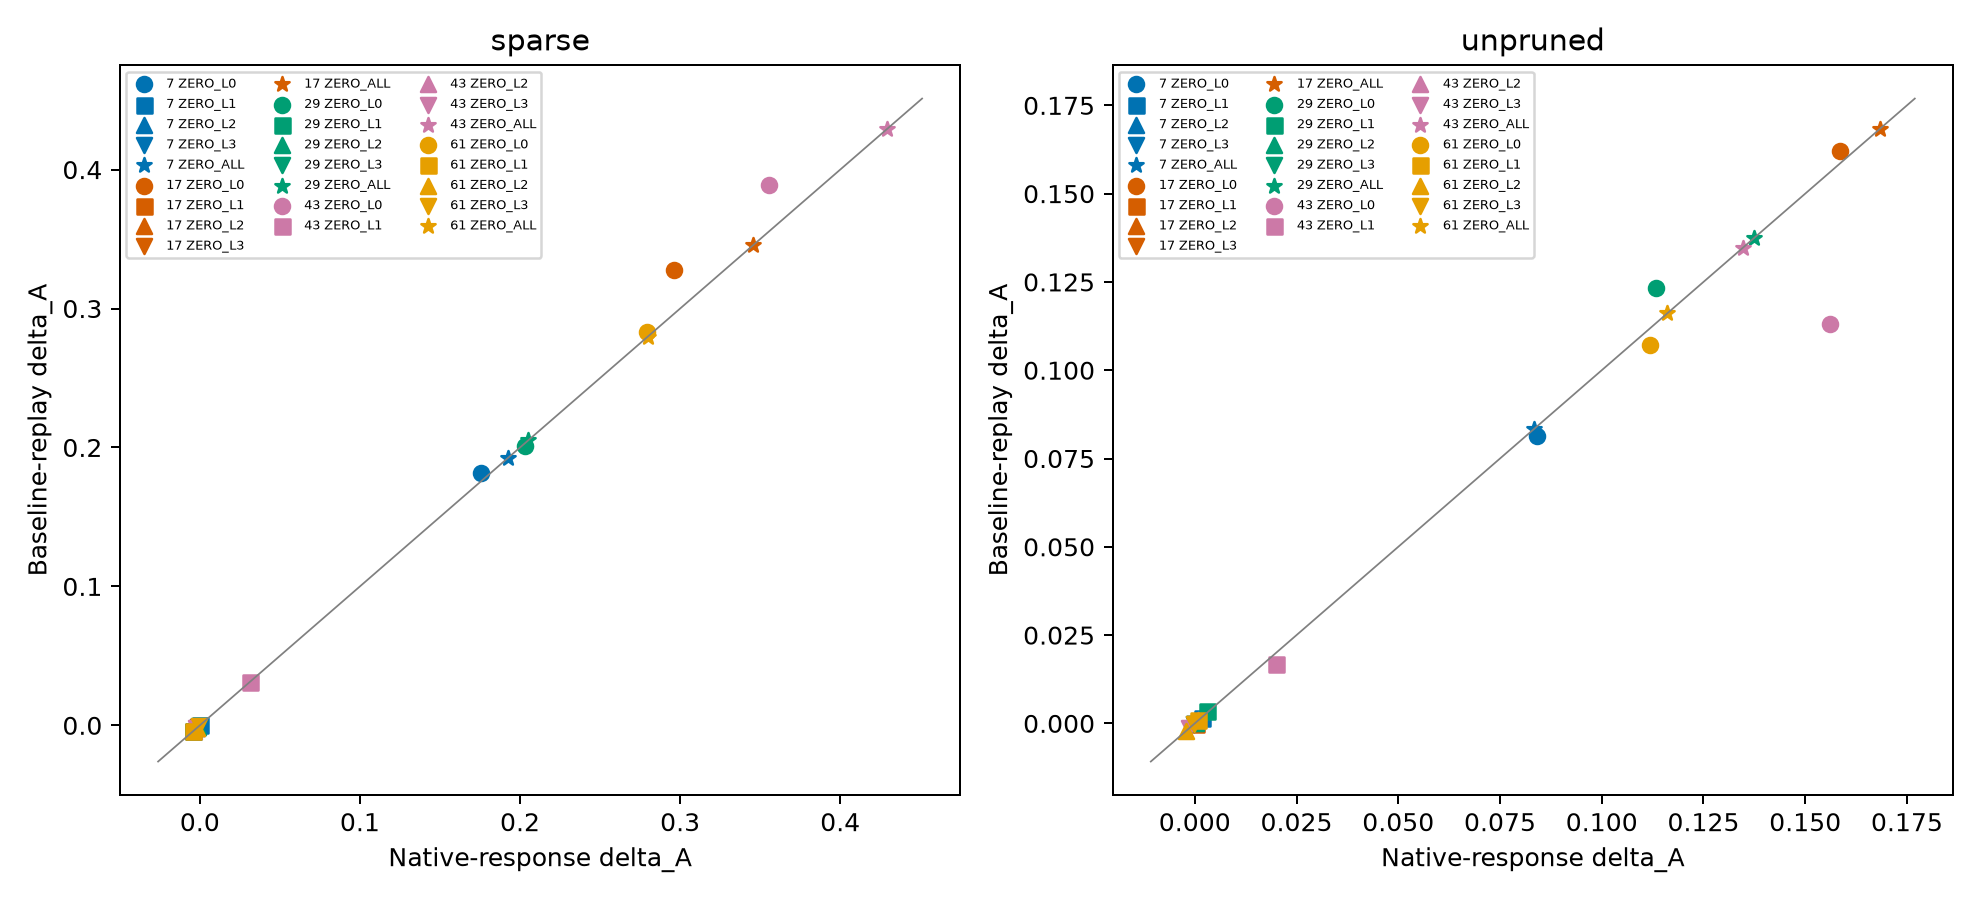 sparse
7 ZERO_L0
7 ZERO_L1
7 ZERO_L2
7 ZERO_L3
7 ZERO_ALL
17 ZERO_L0
17 ZERO_L1
17 ZERO_L2
17 ZERO_L3
17 ZERO_ALL
29 ZERO_L0
29 ZERO_L1
29 ZERO_L2
29 ZERO_L3
29 ZERO_ALL
43 ZERO_L0
43 ZERO_L1
43 ZERO_L2
43 ZERO_L3
43 ZERO_ALL
61 ZERO_L0
61 ZERO_L1
61 ZERO_L2
61 ZERO_L3
61 ZERO_ALL
Baseline-replay delta_A
0.4
0.3
0.2
0.1
0.0
0.0 0.1 0.2 0.3 0.4
Native-response delta_A
unpruned
7 ZERO_L0
7 ZERO_L1
7 ZERO_L2
7 ZERO_L3
7 ZERO_ALL
17 ZERO_L0
17 ZERO_L1
17 ZERO_L2
17 ZERO_L3
17 ZERO_ALL
29 ZERO_L0
29 ZERO_L1
29 ZERO_L2
29 ZERO_L3
29 ZERO_ALL
43 ZERO_L0
43 ZERO_L1
43 ZERO_L2
43 ZERO_L3
43 ZERO_ALL
61 ZERO_L0
61 ZERO_L1
61 ZERO_L2
61 ZERO_L3
61 ZERO_ALL
Baseline-replay delta_A
0.175
0.150
0.125
0.100
0.075
0.050
0.025
0.000
0.000 0.025 0.050 0.075 0.100 0.125 0.150 0.175
Native-response delta_A